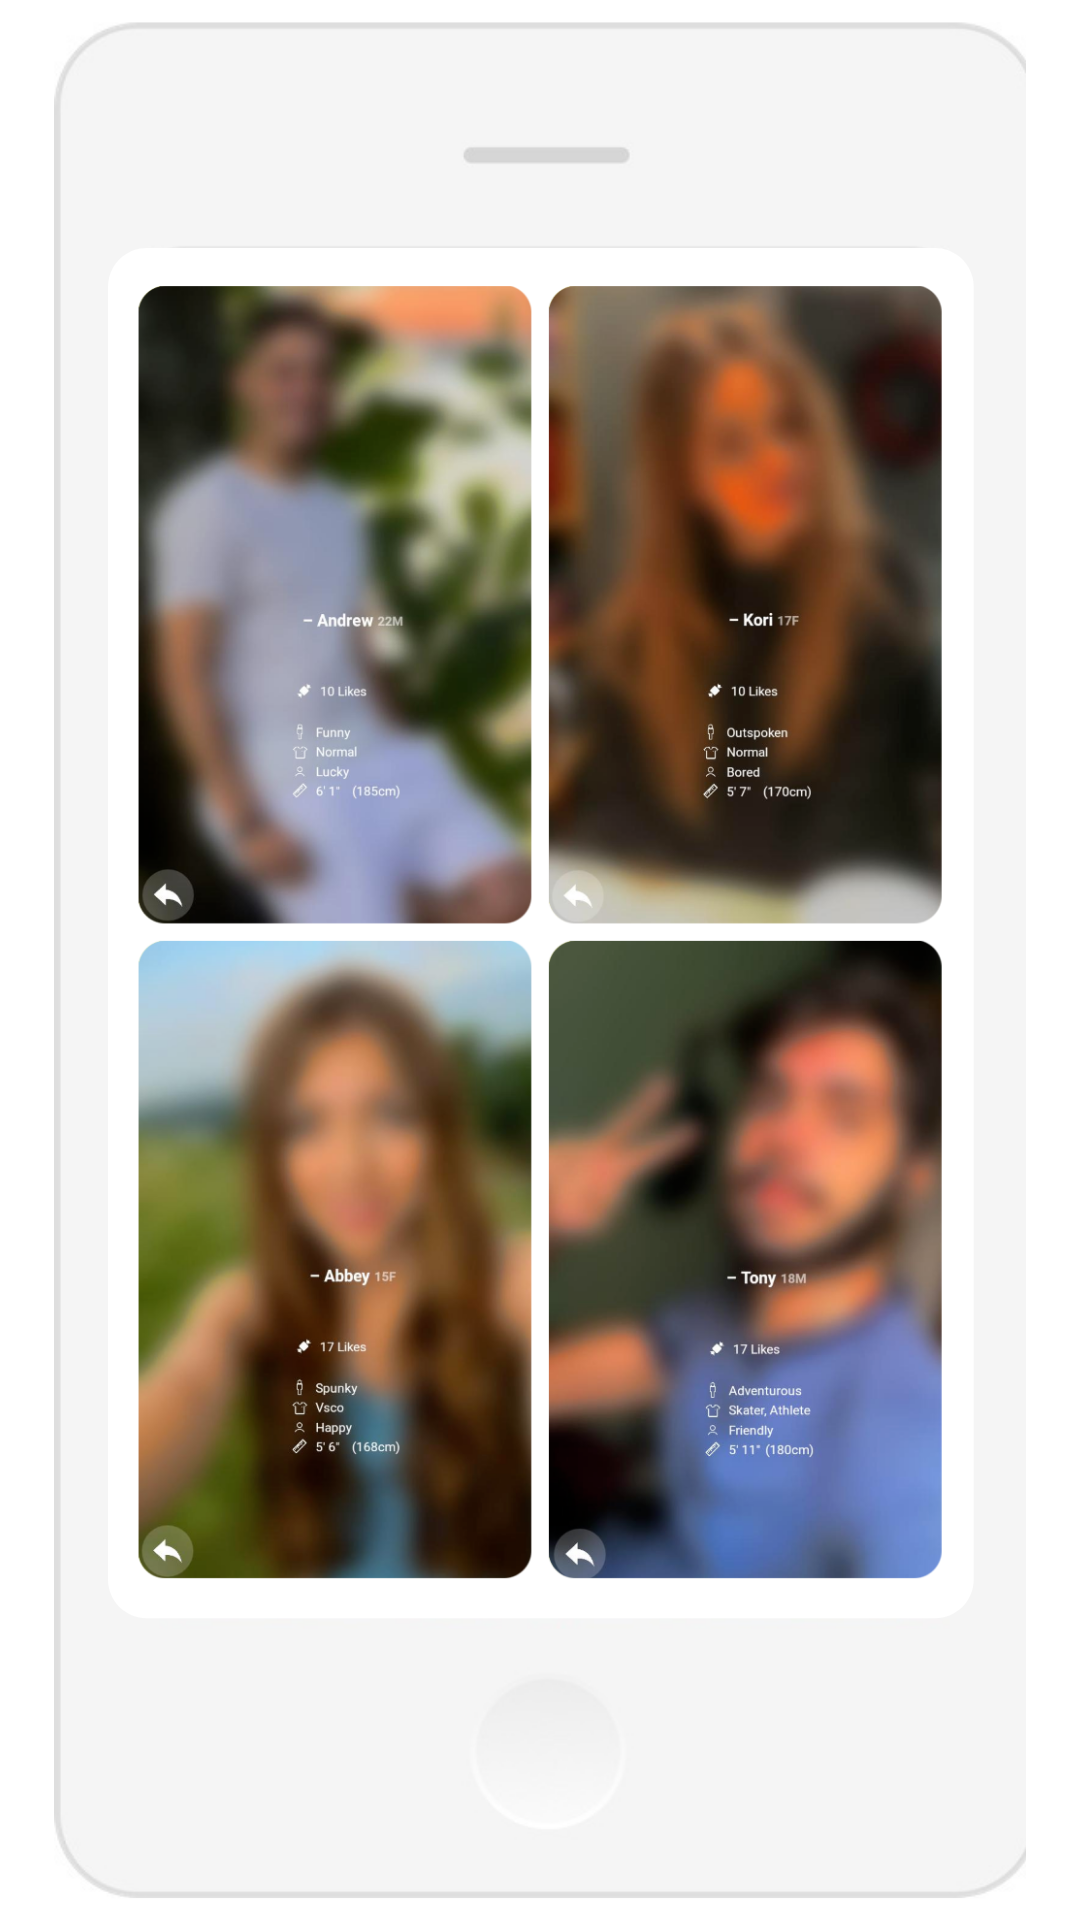 – Andrew 22M
10 Likes
Funny
Normal
Lucky
6' 1" (185cm)
– Kori 17F
10 Likes
Outspoken
Normal
Bored
5' 7" (170cm)
– Abbey 15F
17 Likes
Spunky
Vsco
Happy
5' 6" (168cm)
– Tony 18M
17 Likes
Adventurous
Skater, Athlete
Friendly
5' 11" (180cm)